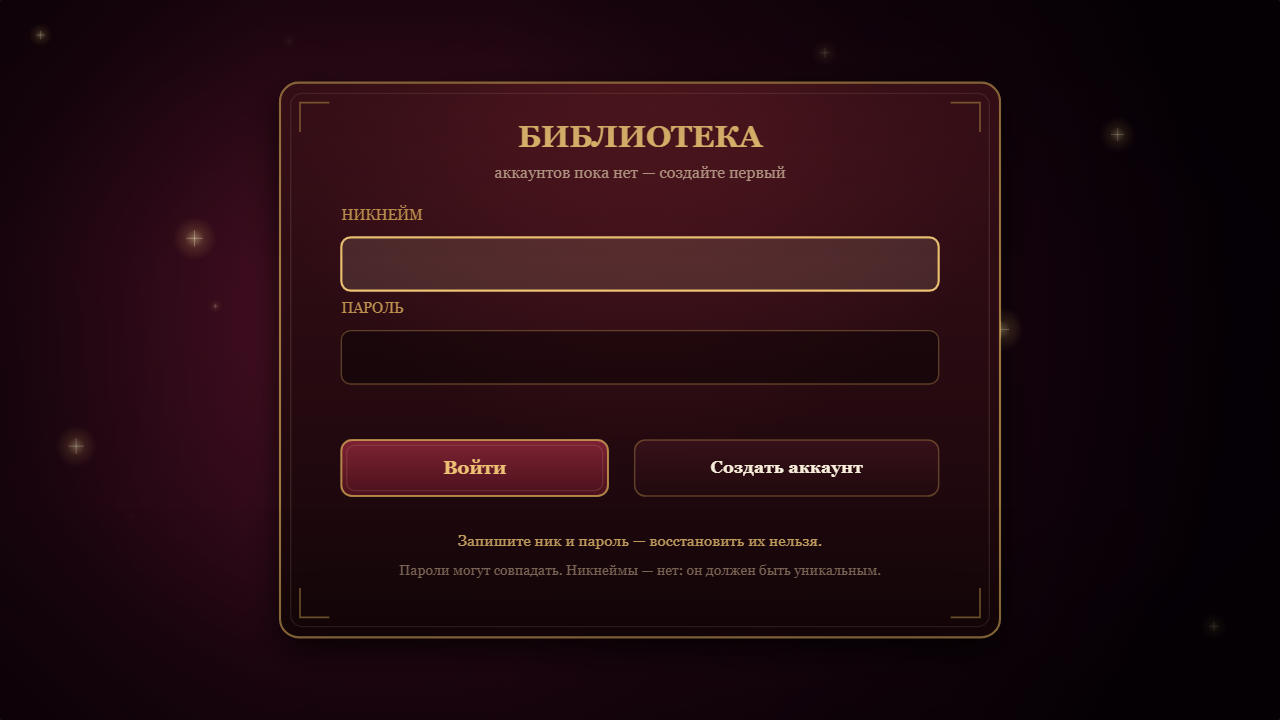 БИБЛИОТЕКА
аккаунтов пока нет — создайте первый
НИКНЕЙМ
ПАРОЛЬ
Войти
Создать аккаунт
Запишите ник и пароль — восстановить их нельзя.
Пароли могут совпадать. Никнеймы — нет: он должен быть уникальным.